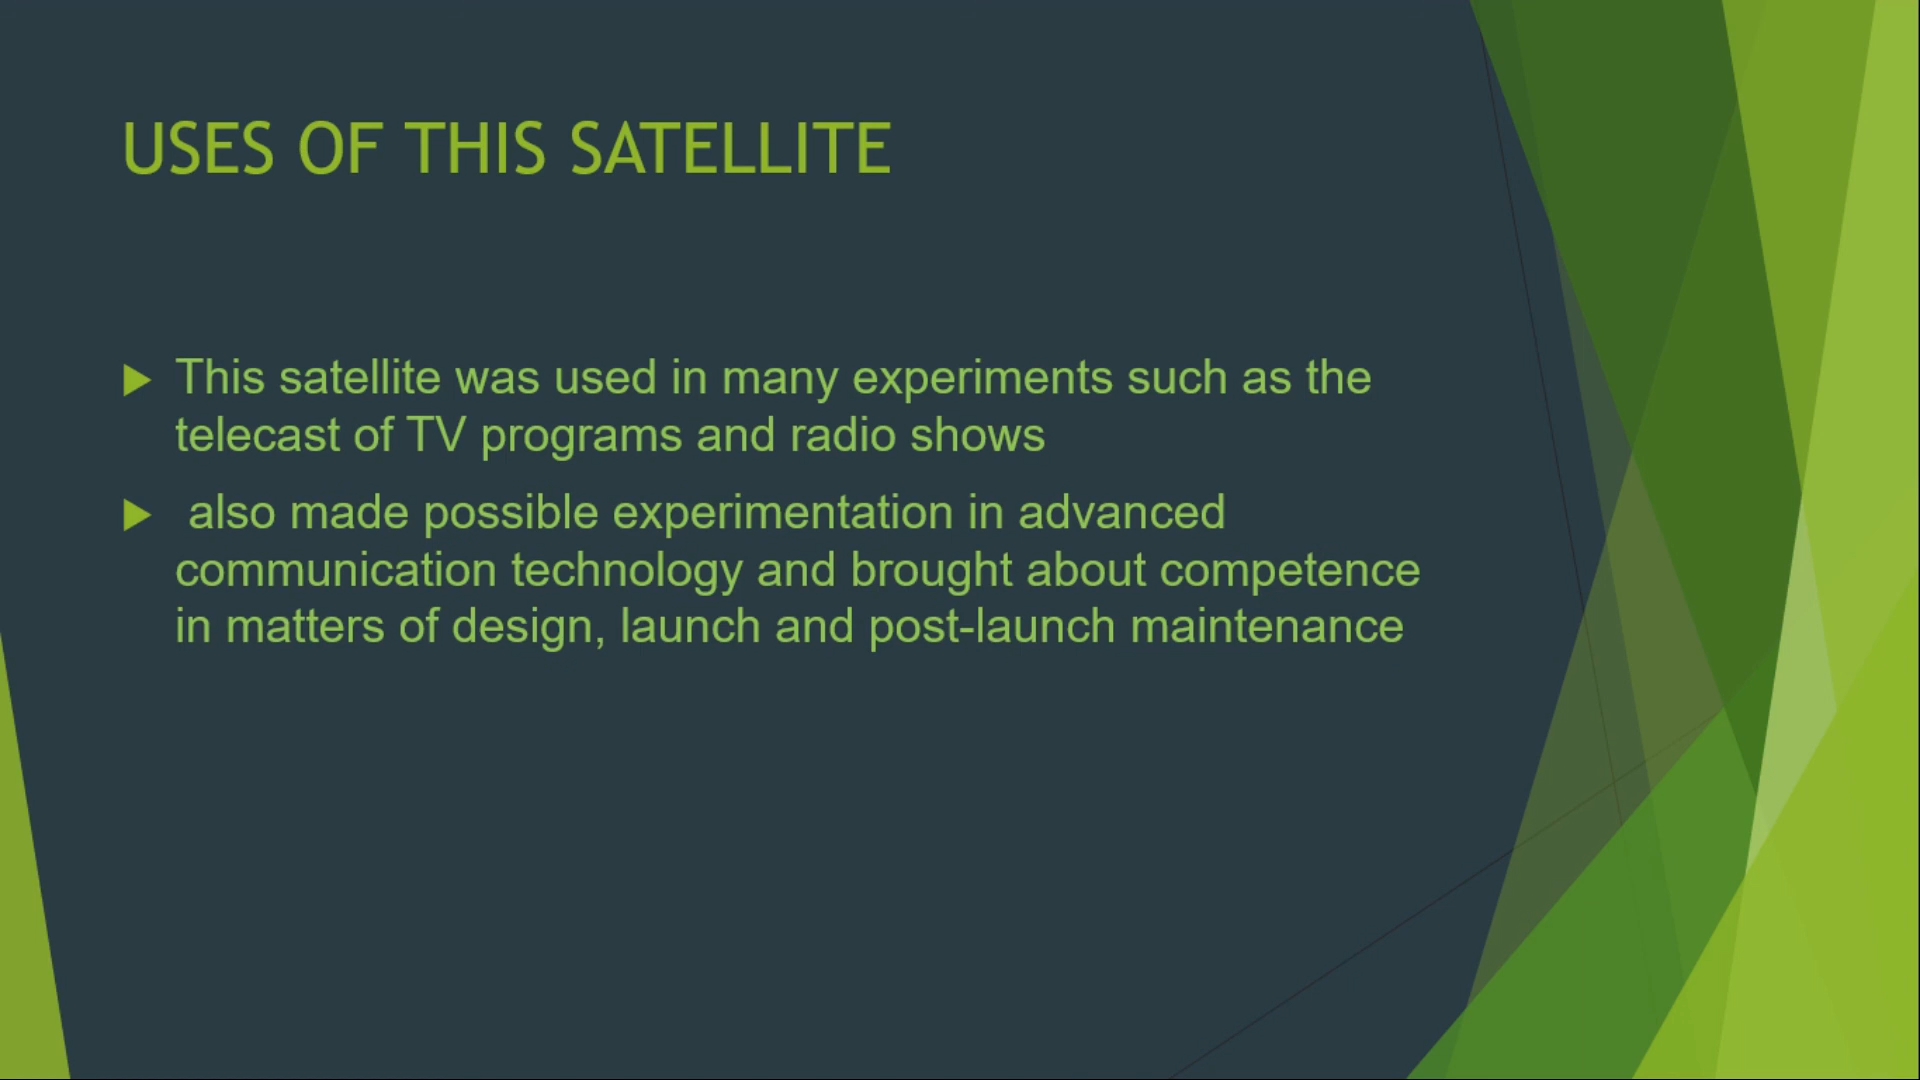 USES OF THIS SATELLITE
This satellite was used in many experiments such as the
telecast of TV programs and radio shows
also made possible experimentation in advanced
communication technology and brought about competence
in matters of design, launch and post-launch maintenance